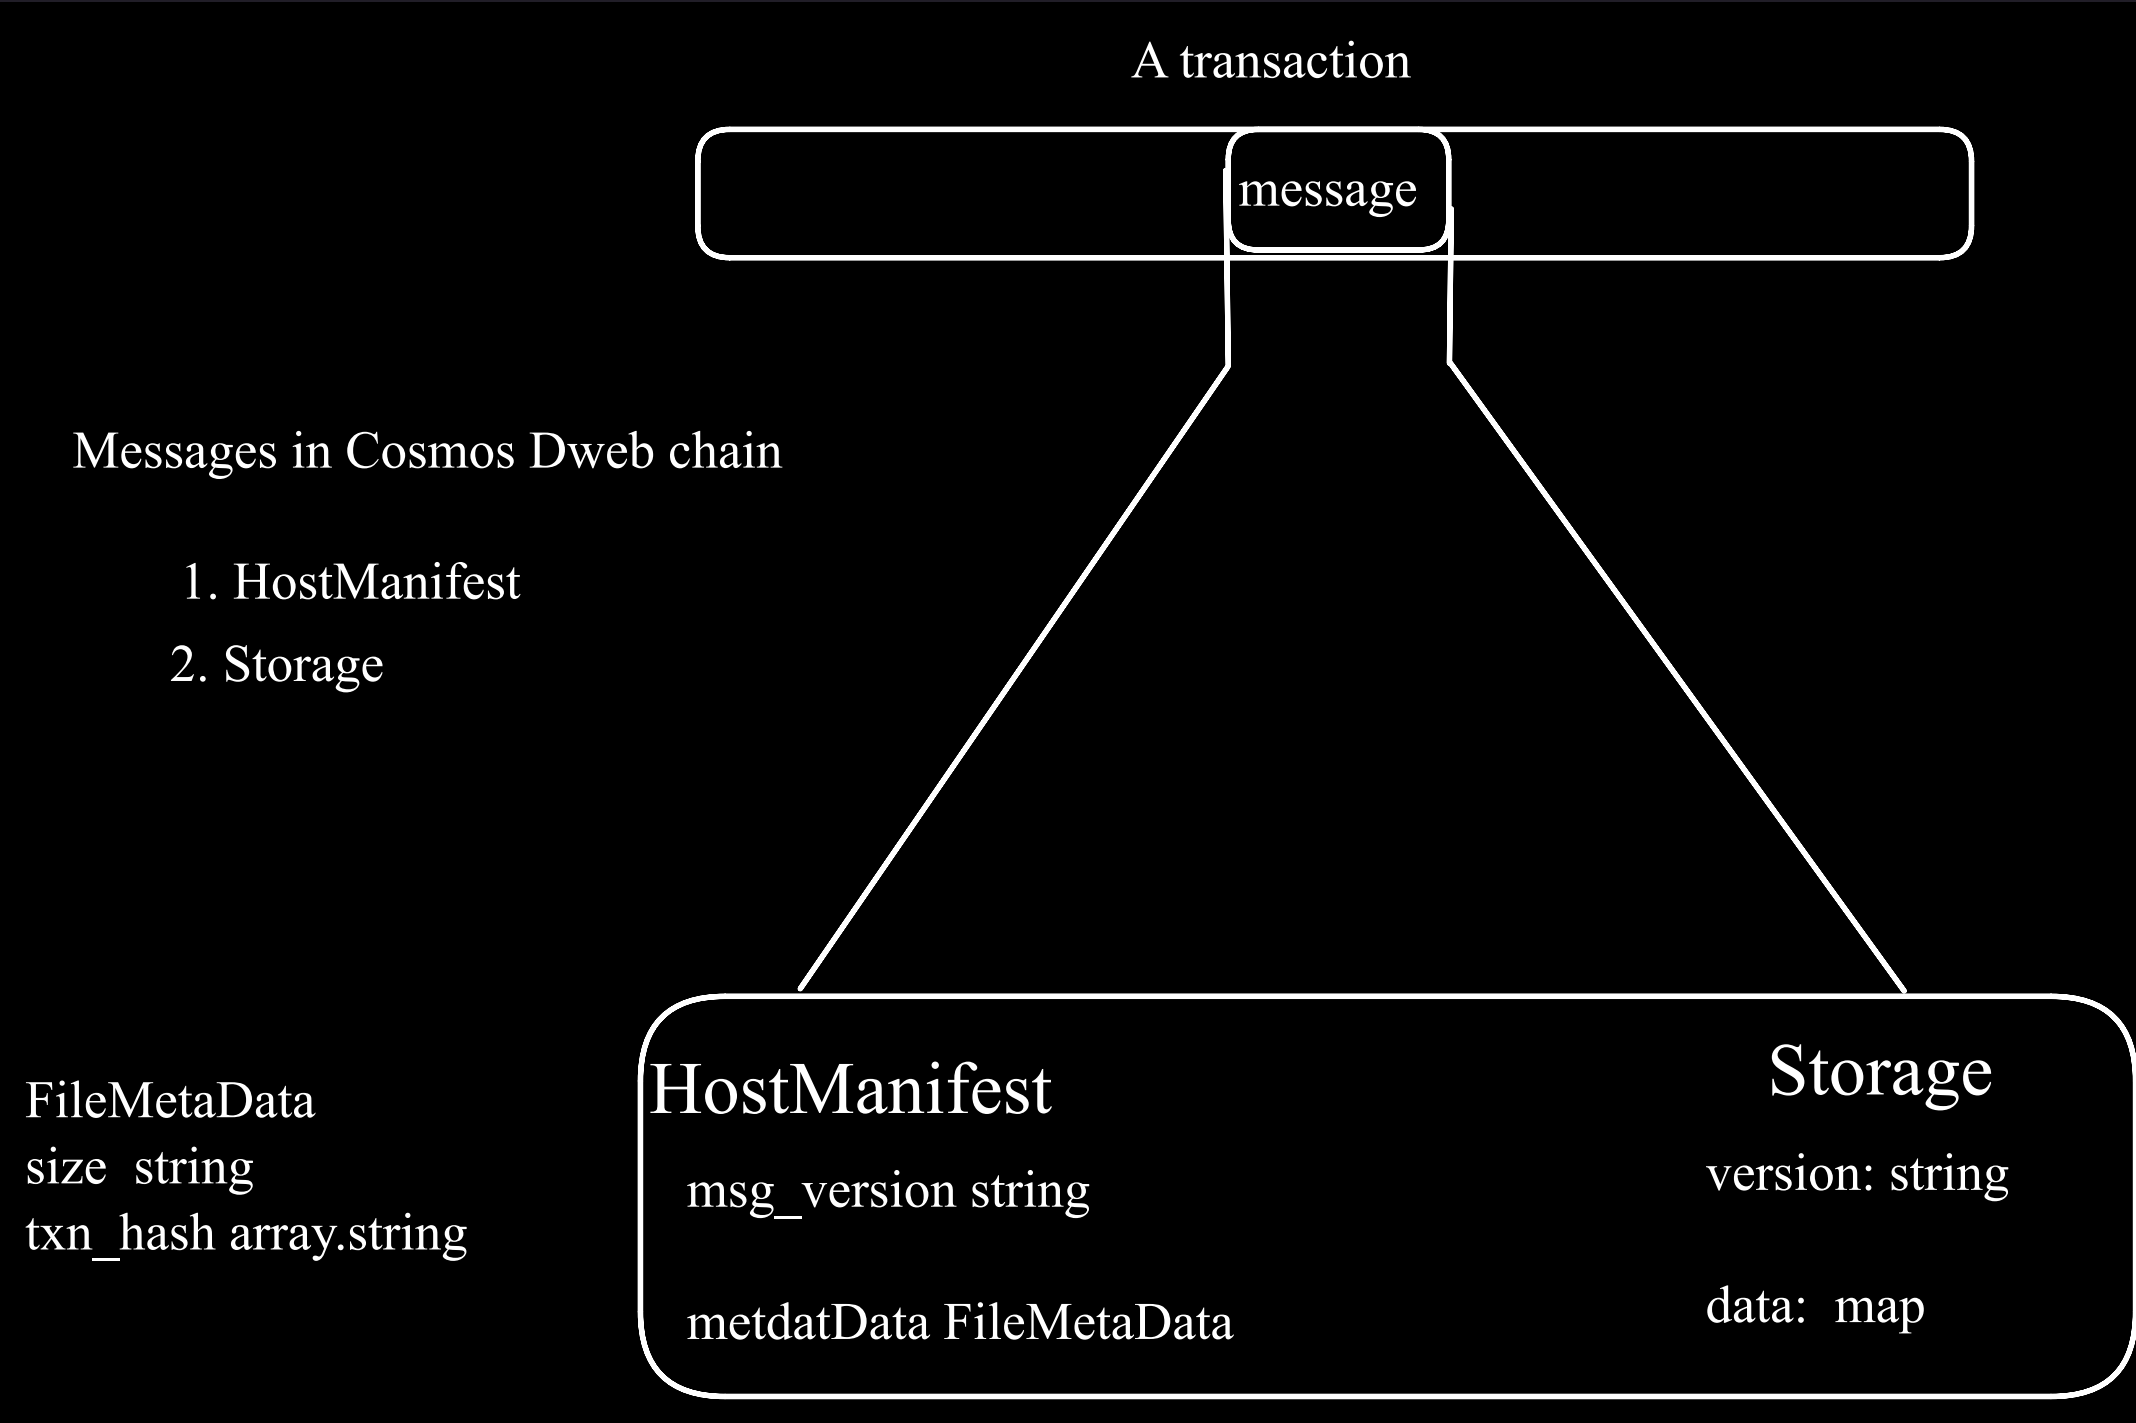 A transaction
message
Messages in Cosmos Dweb chain
1. HostManifest
2. Storage
FileMetaData
size  string
txn_hash array.string
HostManifest
msg_version string
metdatData FileMetaData
Storage
version: string
data:  map